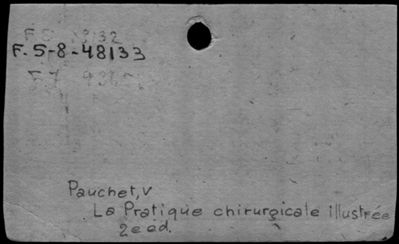 F. 5-8-48133
Pauchet, V
La Pratique chirurgicale illustrée
2e ed.